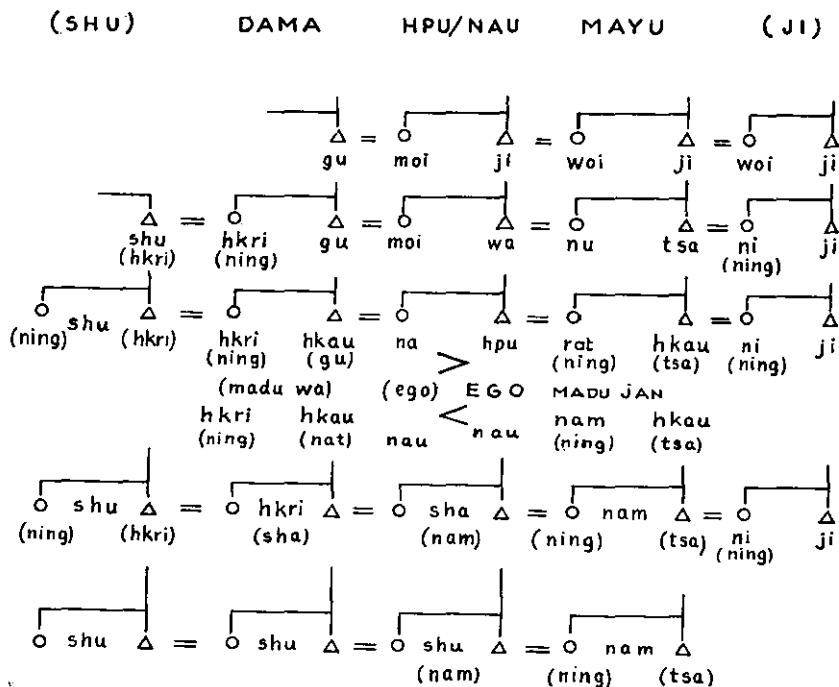 (SHU) DAMA HPU/NAU MAYU (JI)
= = = =
gu moi ji woi ji woi ji
= = = =
shu hkri gu moi wa nu tsa ni ji
(hkri) (ning) (ning)
= = = =
(ning) shu (hkri) hkri hkau na hpu rat hkau ni ji
(ning) (gu) > (ning) (tsa) (ning)
(madu wa) (ego) EGO MADU JAN
hkri hkau < nam hkau
(ning) (nat) nau nau (ning) (tsa)
shu = hkri = sha = nam =
(ning) (hkri) (sha) (nam) (ning) (tsa) ni ji
(ning)
shu = shu = shu = nam
(nam) (ning) (tsa)